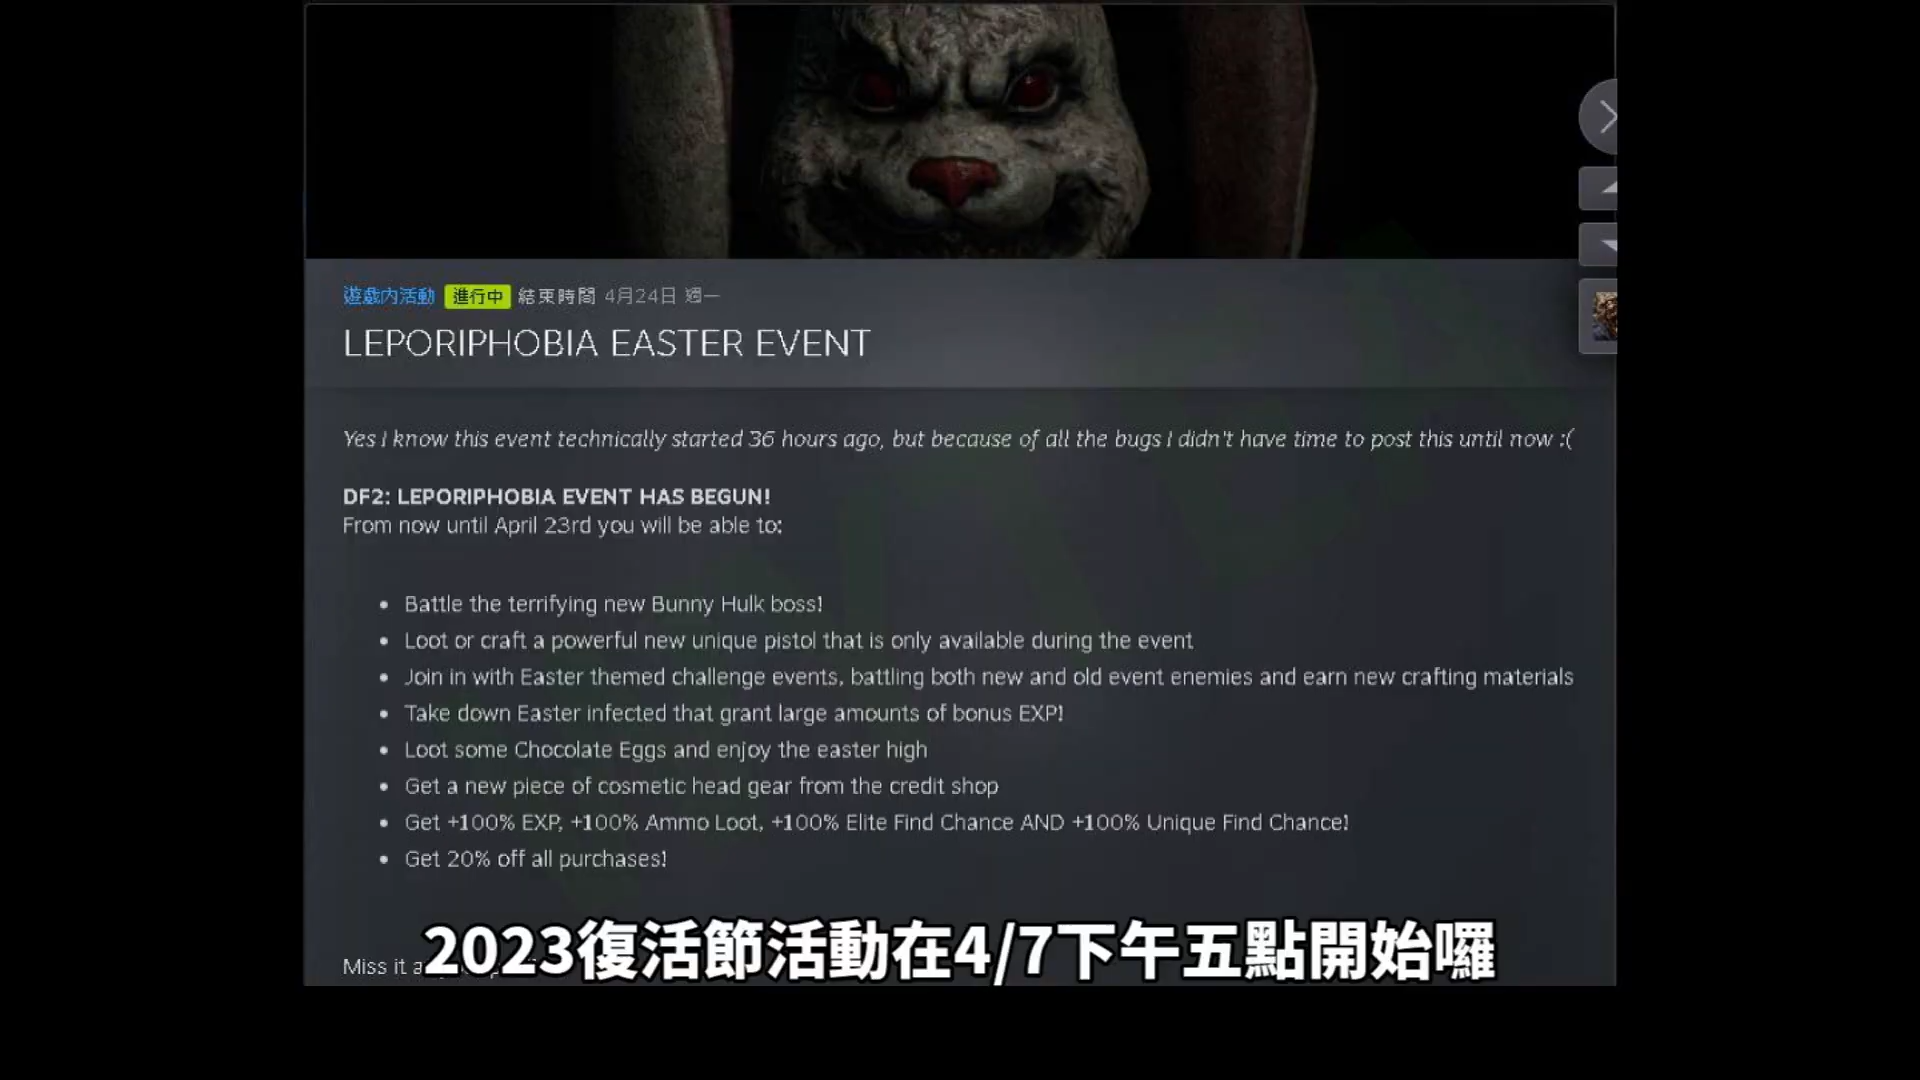 遊戲內活動 進行中 結束時間 4月24日 週一
LEPORIPHOBIA EASTER EVENT
Yes I know this event technically started 36 hours ago, but because of all the bugs I didn't have time to post this until now :(
DF2: LEPORIPHOBIA EVENT HAS BEGUN!
From now until April 23rd you will be able to:
• Battle the terrifying new Bunny Hulk boss!
• Loot or craft a powerful new unique pistol that is only available during the event
• Join in with Easter themed challenge events, battling both new and old event enemies and earn new crafting materials
• Take down Easter infected that grant large amounts of bonus EXP!
• Loot some Chocolate Eggs and enjoy the easter high
• Get a new piece of cosmetic head gear from the credit shop
• Get +100% EXP, +100% Ammo Loot, +100% Elite Find Chance AND +100% Unique Find Chance!
• Get 20% off all purchases!
Miss it a
2023復活節活動在4/7下午五點開始囉